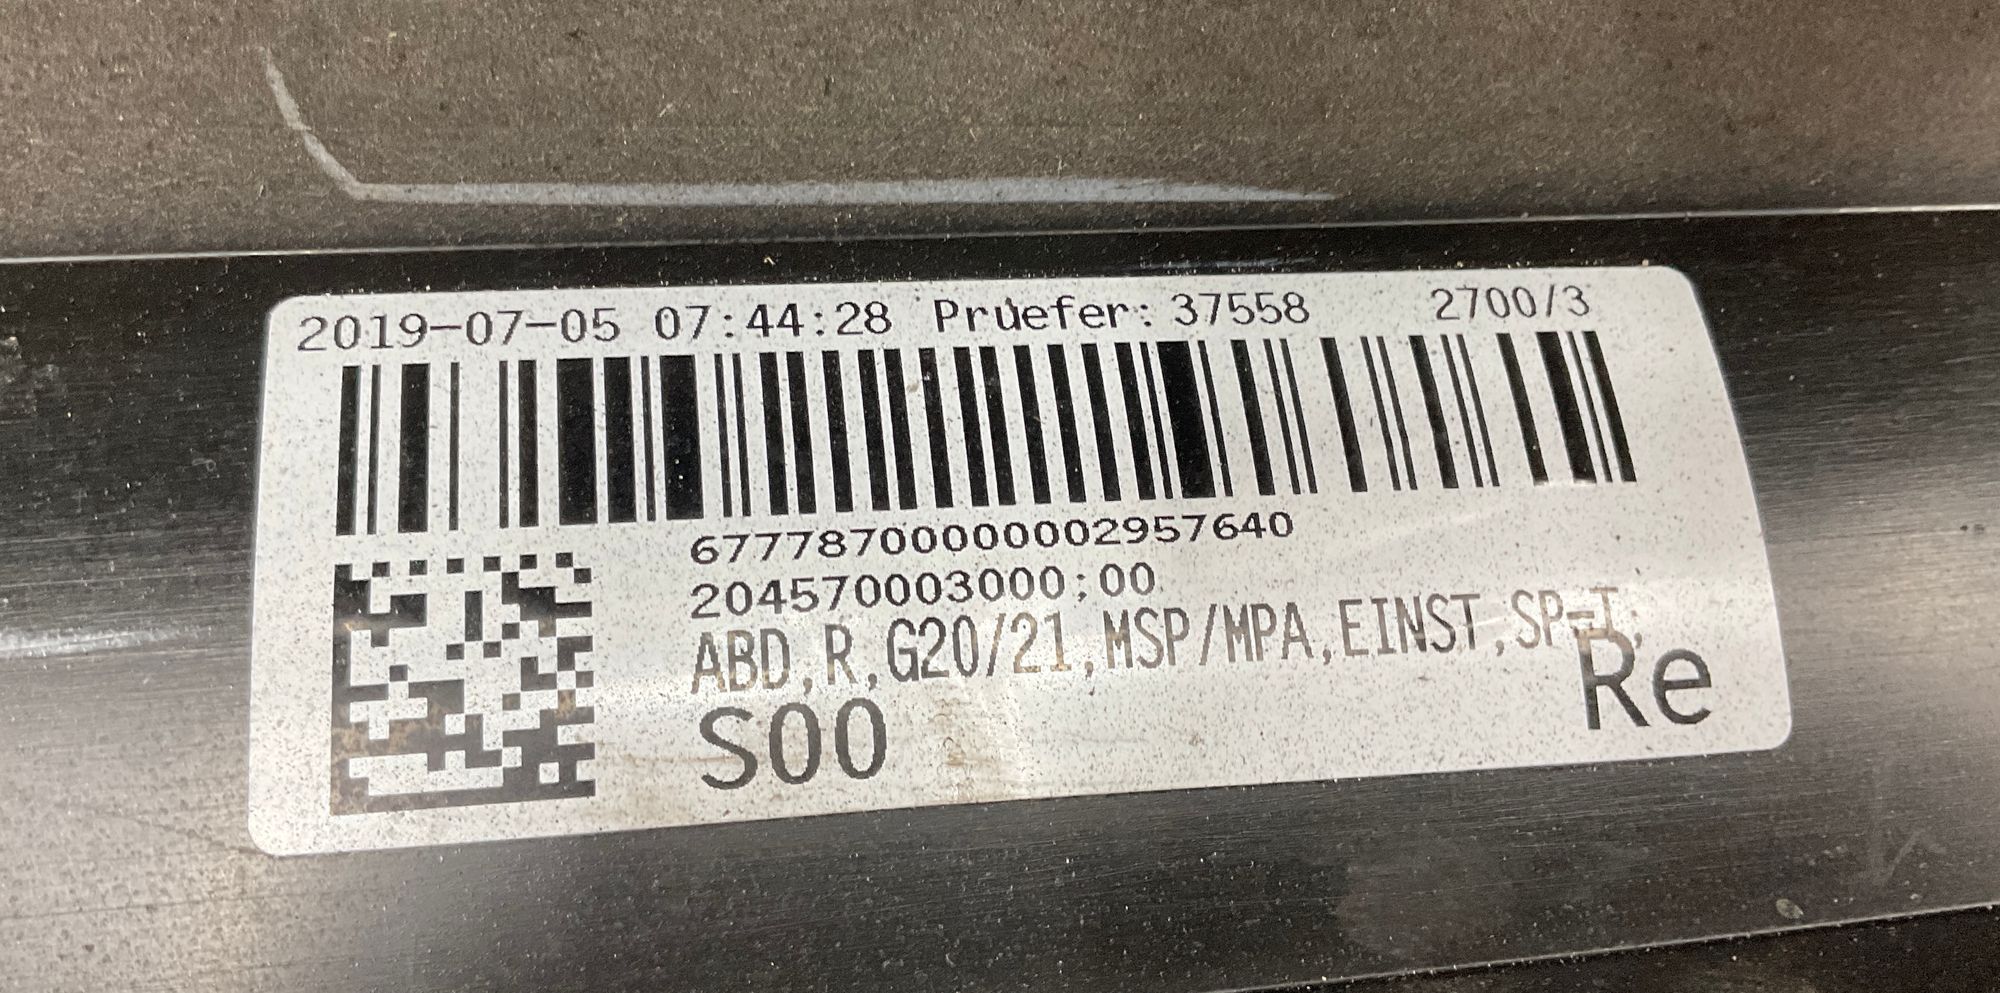 2019-07-05 07:44:28 Pruefer: 37558 2700/3
67778700000002957640
204570003000;00
ABD,R,G20/21,MSP/MPA,EINST,SP-T;
S00 Re